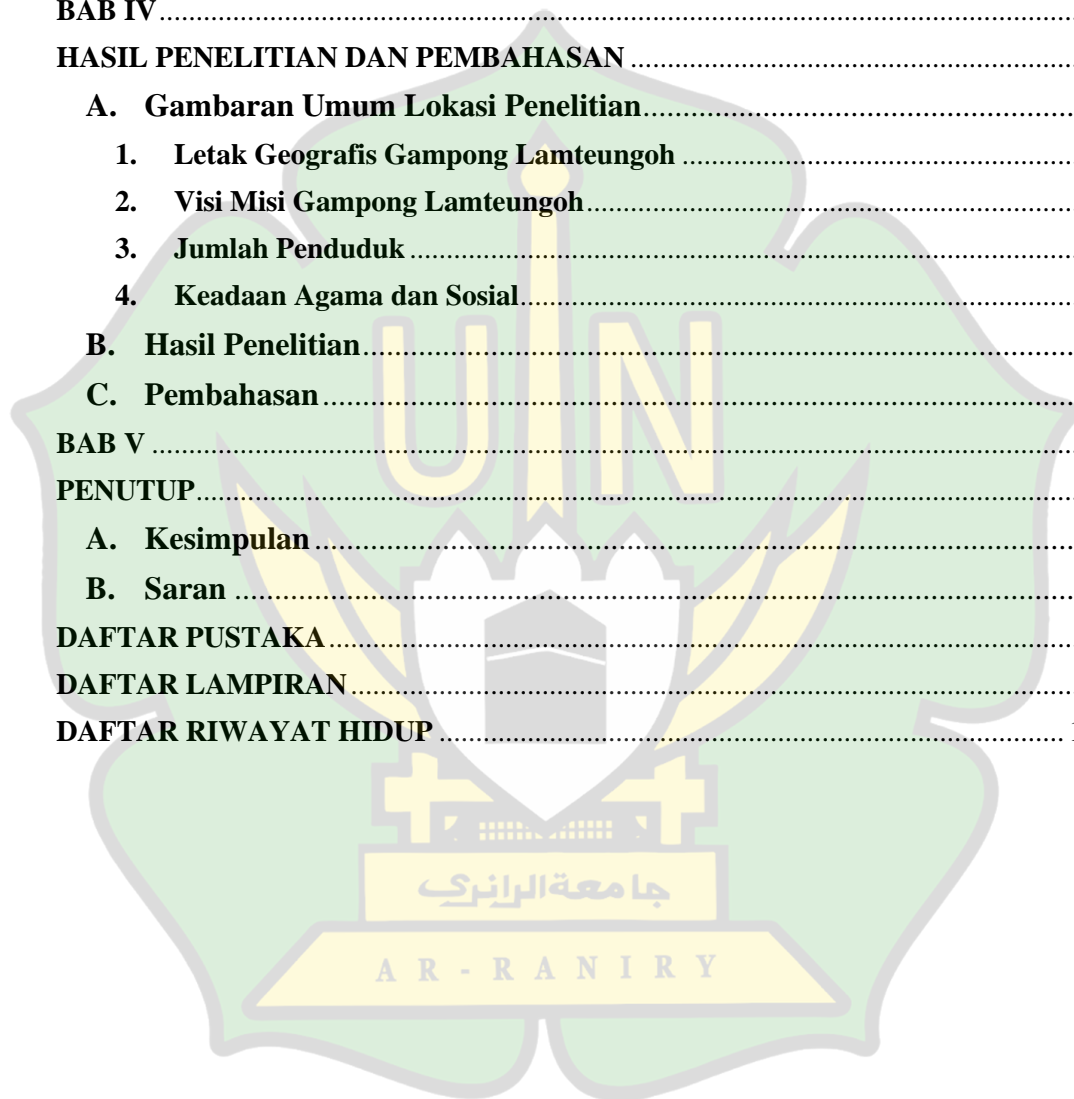 BAB IV
HASIL PENELITIAN DAN PEMBAHASAN
A. Gambaran Umum Lokasi Penelitian
1. Letak Geografis Gampong Lamteungoh
2. Visi Misi Gampong Lamteungoh
3. Jumlah Penduduk
4. Keadaan Agama dan Sosial
B. Hasil Penelitian
C. Pembahasan
BAB V
PENUTUP
A. Kesimpulan
B. Saran
DAFTAR PUSTAKA
DAFTAR LAMPIRAN
DAFTAR RIWAYAT HIDUP
UIN
جامعةالرانري
AR-RANIRY